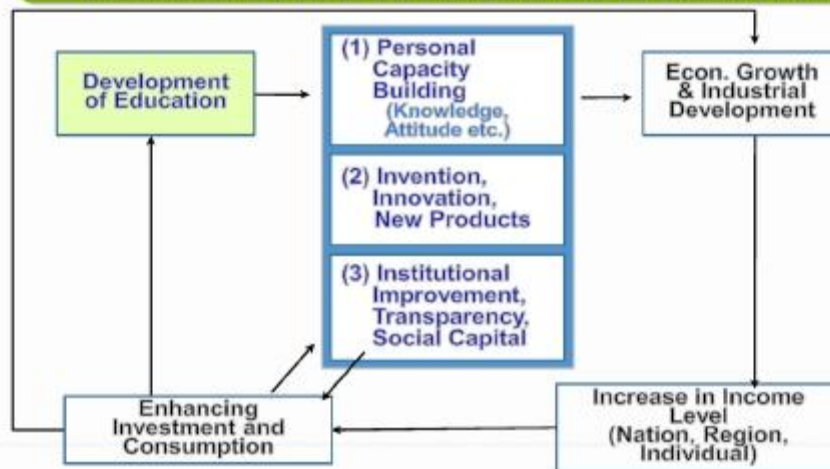 Development
of Education
(1) Personal
Capacity
Building
(Knowledge,
Attitude etc.)
(2) Invention,
Innovation,
New Products
(3) Institutional
Improvement,
Transparency,
Social Capital
Econ. Growth
& Industrial
Development
Enhancing
Investment and
Consumption
Increase in Income
Level
(Nation, Region,
Individual)